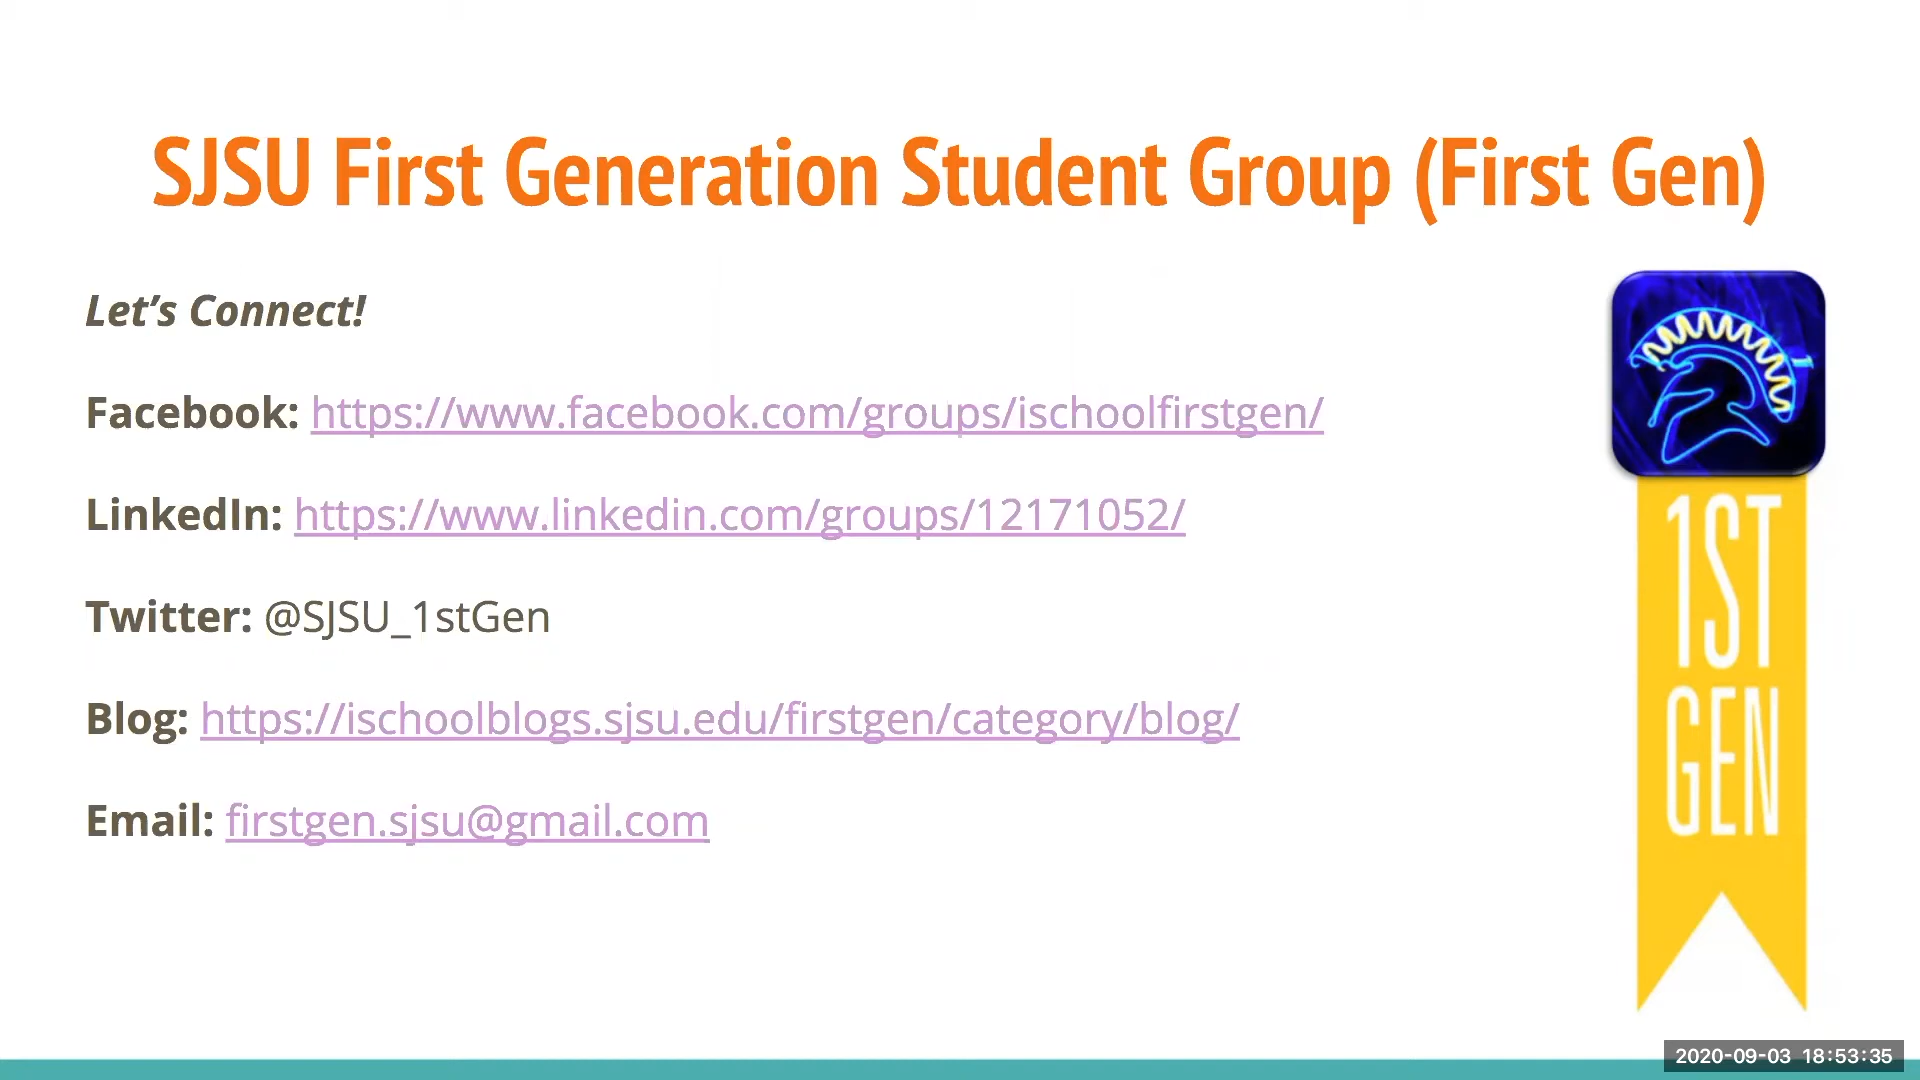 SJSU First Generation Student Group (First Gen)
Let's Connect!
Facebook: https://www.facebook.com/groups/ischoolfirstgen/
LinkedIn: https://www.linkedin.com/groups/12171052/
Twitter: @SJSU_1stGen
Blog: https://ischoolblogs.sjsu.edu/firstgen/category/blog/
Email: firstgen.sjsu@gmail.com
1ST
GEN
2020-09-03 18:53:35